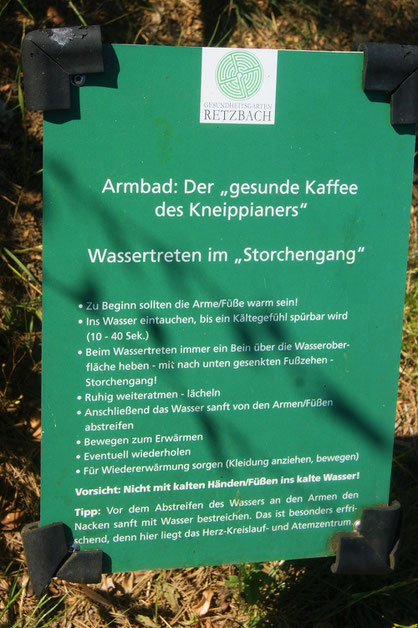 GESUNDHEITSGARTEN
RETZBACH
Armbad: Der „gesunde Kaffee
des Kneippianers“
Wassertreten im „Storchengang“
• Zu Beginn sollten die Arme/Füße warm sein!
• Ins Wasser eintauchen, bis ein Kältegefühl spürbar wird
(10 - 40 Sek.)
• Beim Wassertreten immer ein Bein über die Wasserober-
fläche heben - mit nach unten gesenkten Fußzehen -
Storchengang!
• Ruhig weiteratmen - lächeln
• Anschließend das Wasser sanft von den Armen/Füßen
abstreifen
• Bewegen zum Erwärmen
• Eventuell wiederholen
• Für Wiedererwärmung sorgen (Kleidung anziehen, bewegen)
Vorsicht: Nicht mit kalten Händen/Füßen ins kalte Wasser!
Tipp: Vor dem Abstreifen des Wassers an den Armen den
Nacken sanft mit Wasser bestreichen. Das ist besonders erfri-
schend, denn hier liegt das Herz-Kreislauf- und Atemzentrum.